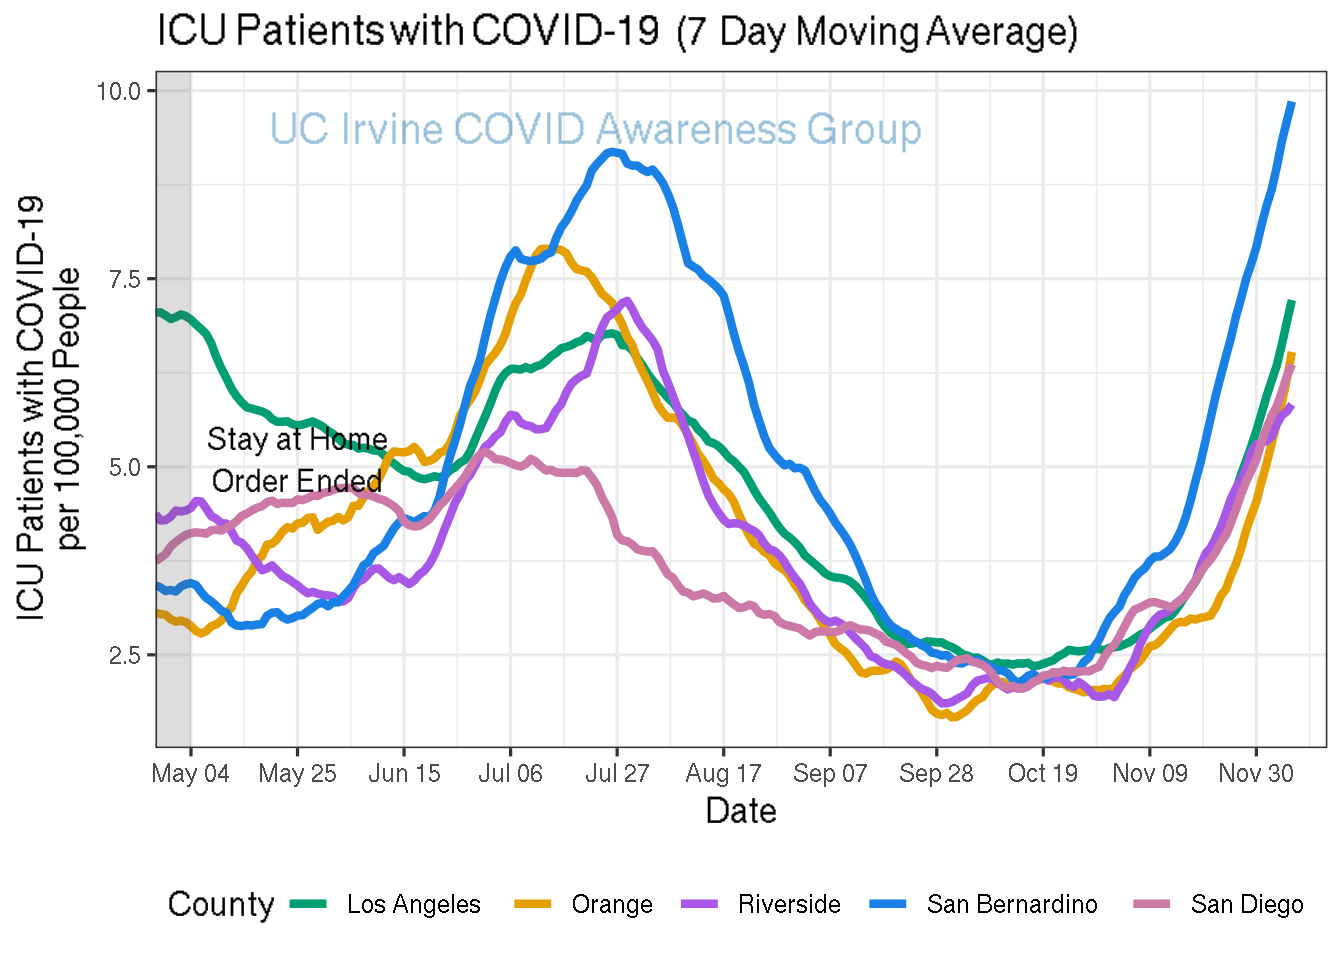 ICU Patients with COVID-19 (7 Day Moving Average)
UC Irvine COVID Awareness Group
ICU Patients with COVID-19
per 100,000 People
10.0
7.5
5.0
2.5
Stay at Home
Order Ended
May 04 May 25 Jun 15 Jul 06 Jul 27 Aug 17 Sep 07 Sep 28 Oct 19 Nov 09 Nov 30
Date
County Los Angeles Orange Riverside San Bernardino San Diego